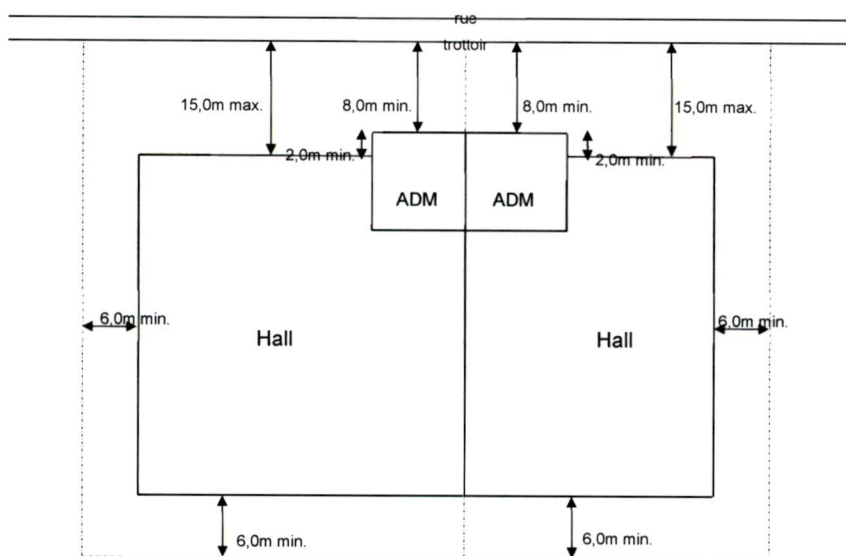 rue
trottoir
15,0m max.
8,0m min.
8,0m min.
15,0m max.
2,0m min.
2,0m min.
ADM
ADM
6,0m min.
6,0m min.
Hall
Hall
6,0m min.
6,0m min.